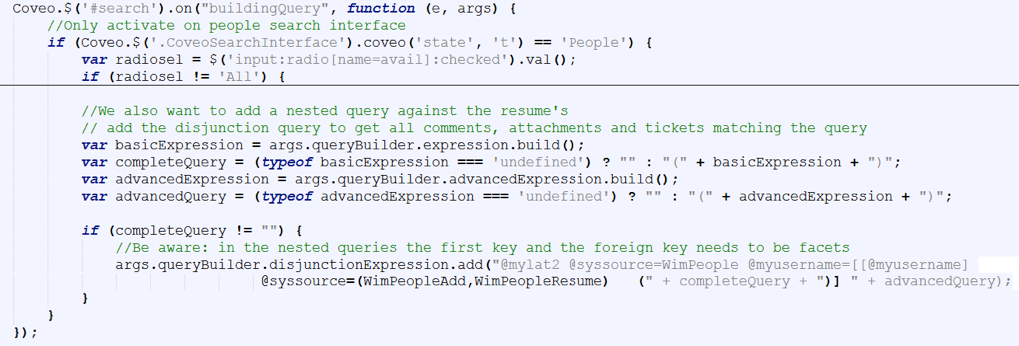 Coveo.$('#search').on("buildingQuery", function (e, args) {
    //Only activate on people search interface
    if (Coveo.$('.CoveoSearchInterface').coveo('state', 't') == 'People') {
        var radiosel = $('input:radio[name=avail]:checked').val();
        if (radiosel != 'All') {
        //We also want to add a nested query against the resume's
        // add the disjunction query to get all comments, attachments and tickets matching the query
        var basicExpression = args.queryBuilder.expression.build();
        var completeQuery = (typeof basicExpression === 'undefined') ? "" : "(" + basicExpression + ")";
        var advancedExpression = args.queryBuilder.advancedExpression.build();
        var advancedQuery = (typeof advancedExpression === 'undefined') ? "" : "(" + advancedExpression + ")";
        if (completeQuery != "") {
            //Be aware: in the nested queries the first key and the foreign key needs to be facets
            args.queryBuilder.disjunctionExpression.add("@mylat2 @syssource=WimPeople @myusername=[[@myusername]
                             @syssource=(WimPeopleAdd,WimPeopleResume)   (" + completeQuery + ")] " + advancedQuery);
        }
    }
});